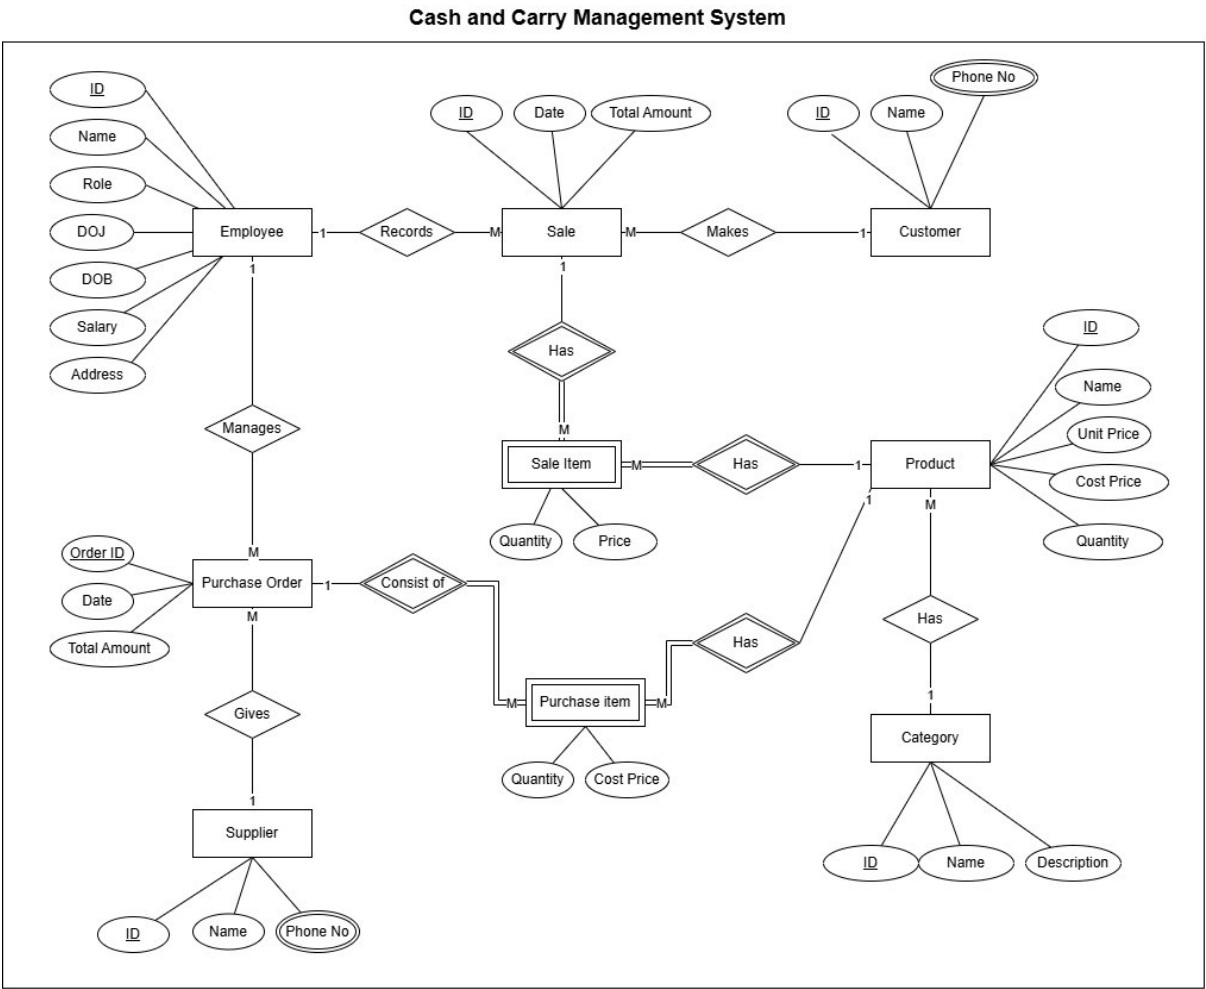 Cash and Carry Management System
Phone No
ID
ID
Date
Total Amount
ID
Name
Name
Role
DOJ
Employee
1
Records
M
Sale
M
Makes
1
Customer
DOB
1
1
Salary
Address
Has
ID
Name
Manages
M
Unit Price
Sale Item
M
Has
1
Product
Cost Price
1
M
Quantity
Price
Quantity
Order ID
M
Purchase Order
1
Consist of
Date
M
Total Amount
Has
Has
M
Purchase item
M
1
Gives
Category
Quantity
Cost Price
1
Supplier
ID
Name
Description
ID
Name
Phone No